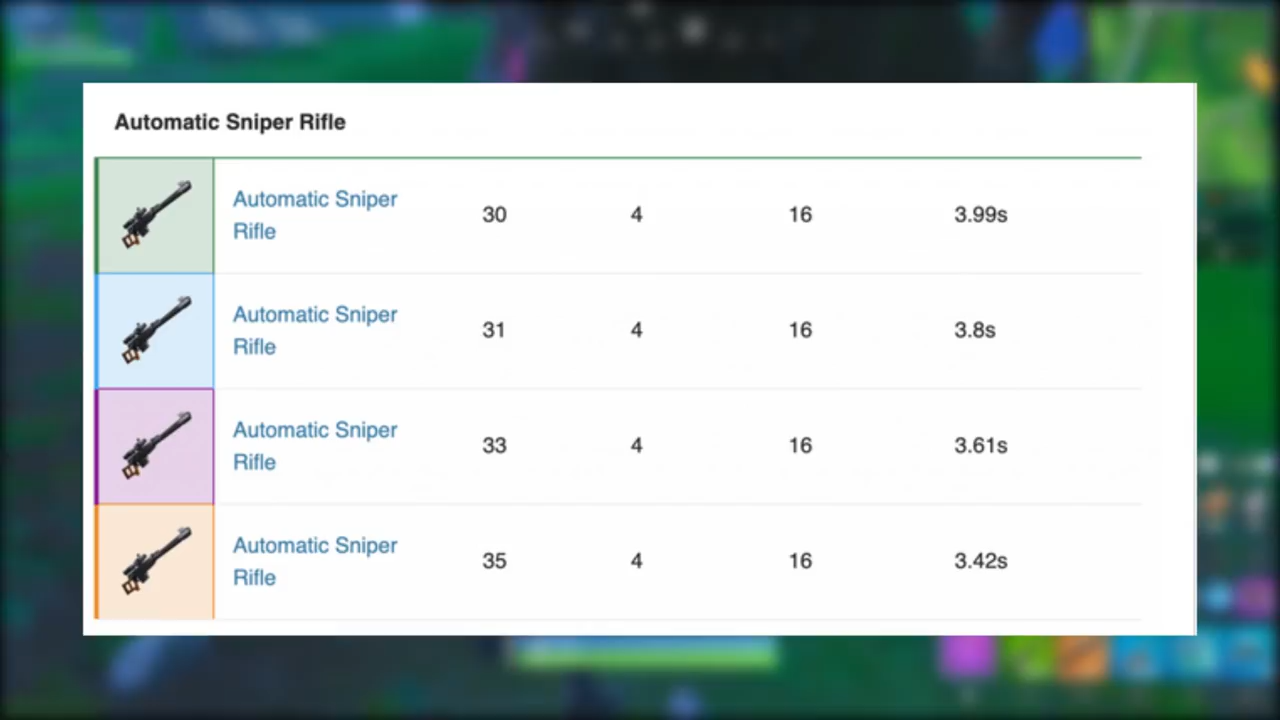 Automatic Sniper Rifle
Automatic Sniper
Rifle
30 4 16 3.99s
Automatic Sniper
Rifle
31 4 16 3.8s
Automatic Sniper
Rifle
33 4 16 3.61s
Automatic Sniper
Rifle
35 4 16 3.42s